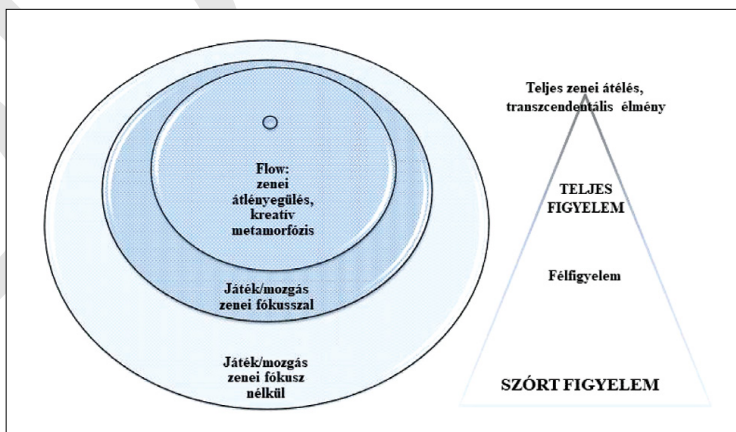 Flow:
zenei
átlényegülés,
kreatív
metamorfózis
Játék/mozgás
zenei fókusszal
Játék/mozgás
zenei fókusz
nélkül
Teljes zenei átélés,
transzcendentális élmény
TELJES
FIGYELEM
Félfigyelem
SZÓRT FIGYELEM